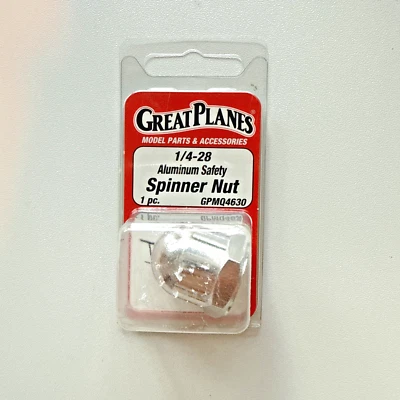 GREAT PLANES®
MODEL PARTS & ACCESSORIES
1/4-28
Aluminum Safety
Spinner Nut
1 pc. GPMQ4630